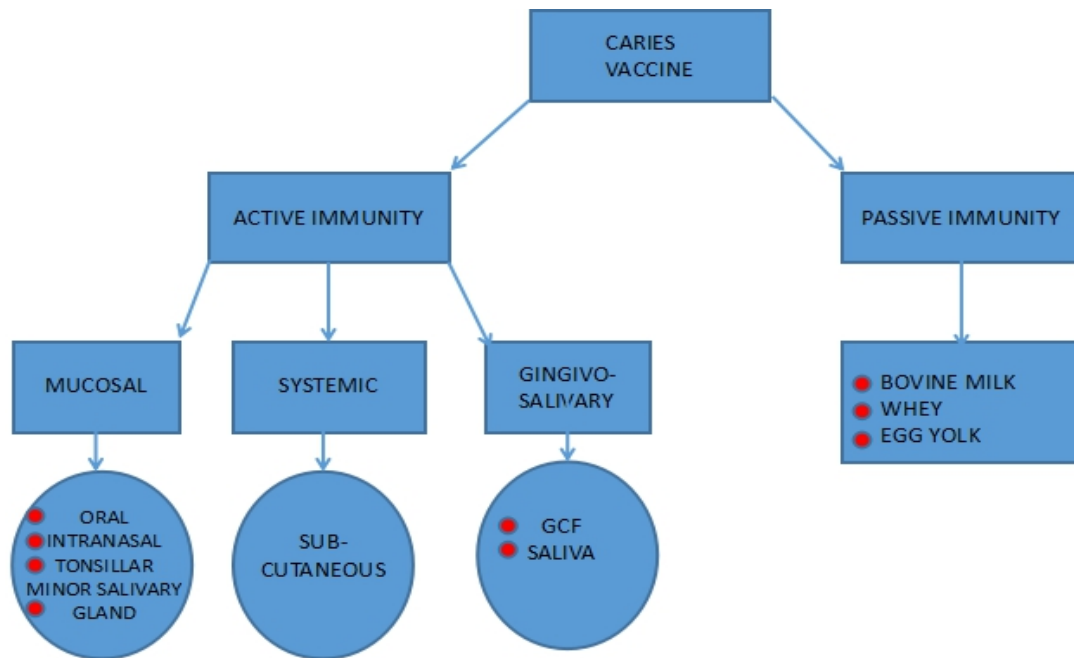 CARIES
VACCINE
ACTIVE IMMUNITY
PASSIVE IMMUNITY
MUCOSAL
SYSTEMIC
GINGIVO-
SALIVARY
BOVINE MILK
WHEY
EGG YOLK
ORAL
INTRANASAL
TONSILLAR
MINOR SALIVARY
GLAND
SUB-
CUTANEOUS
GCF
SALIVA